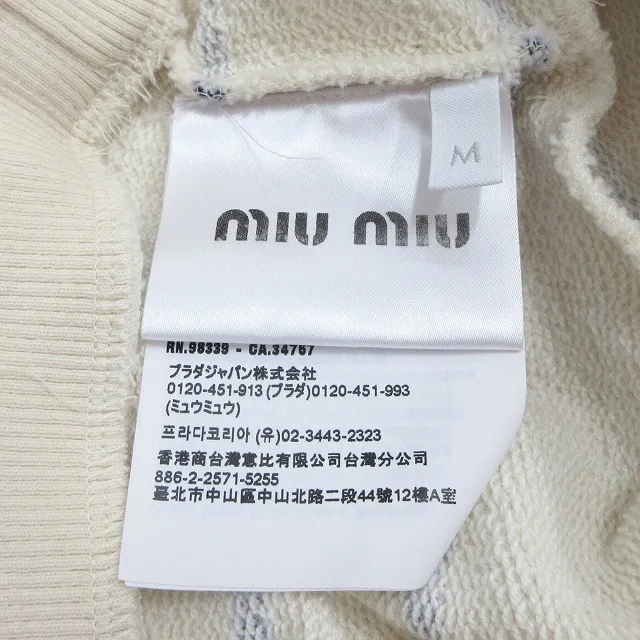 M
miu miu
RN.98339 - CA.34767
プラダジャパン株式会社
0120-451-913 (プラダ)0120-451-993
(ミュウミュウ)
프라다코리아 (유)02-3443-2323
香港商台灣意比有限公司台灣分公司
886-2-2571-5255
臺北市中山區中山北路二段44號12樓A室